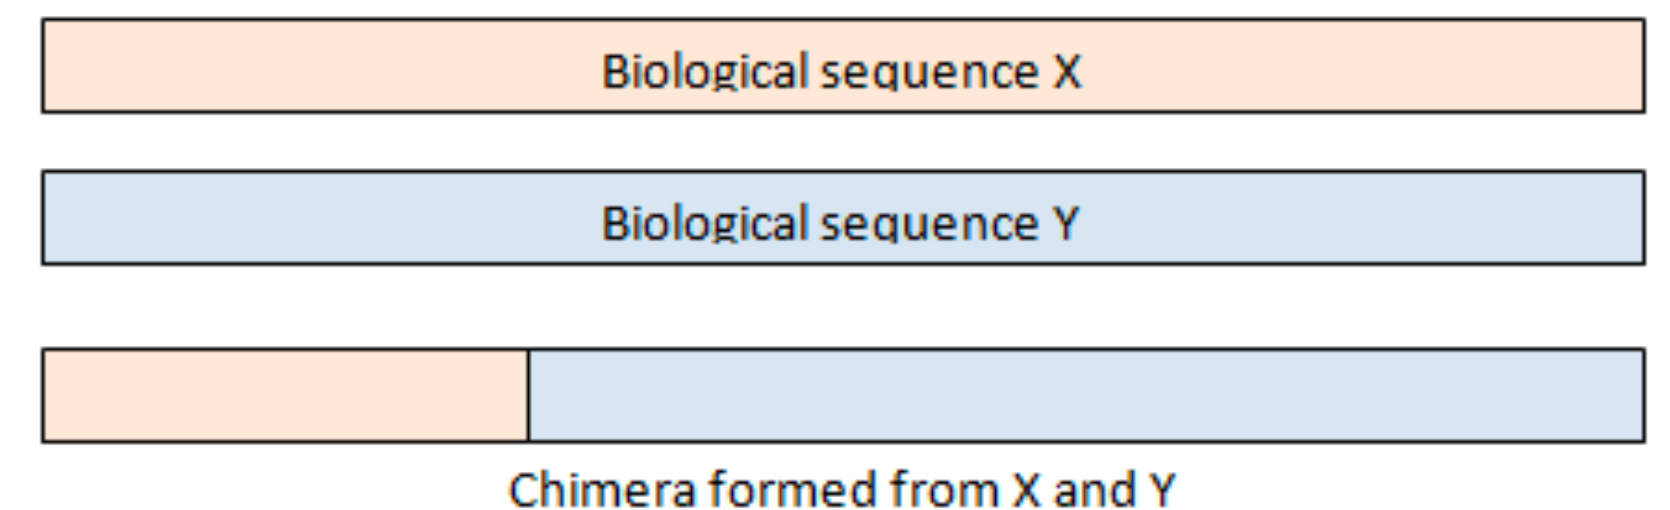 Biological sequence X
Biological sequence Y
Chimera formed from X and Y